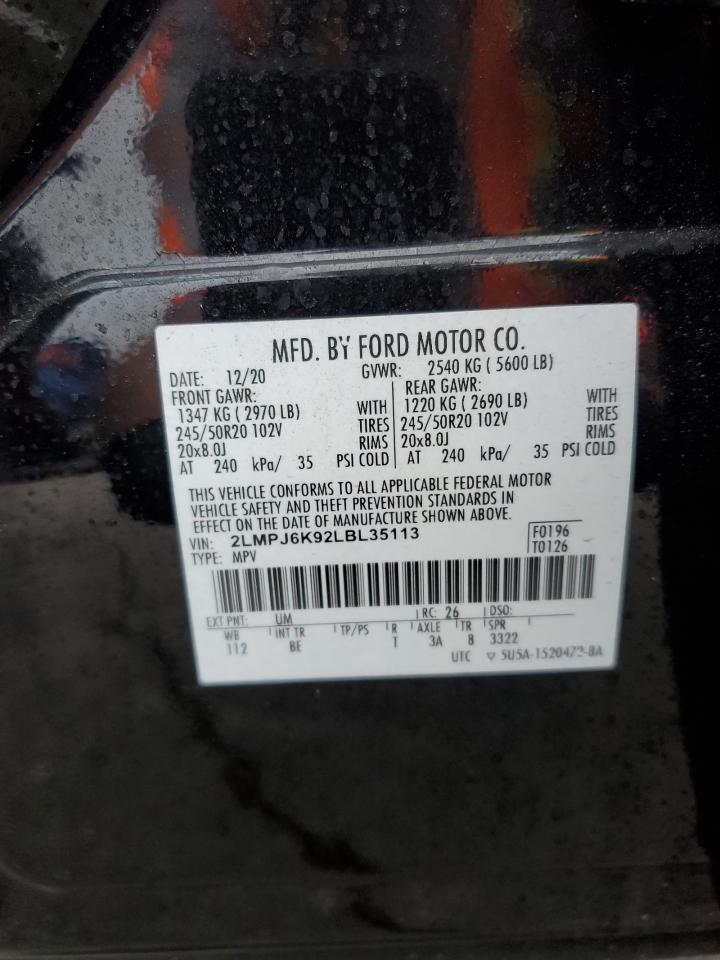 MFD. BY FORD MOTOR CO.
DATE: 12/20
GVWR: 2540 KG ( 5600 LB)
FRONT GAWR:
1347 KG ( 2970 LB) WITH
245/50R20 102V TIRES
20x8.0J RIMS
AT 240 kPa/ 35 PSI COLD
REAR GAWR:
1220 KG ( 2690 LB) WITH
245/50R20 102V TIRES
20x8.0J RIMS
AT 240 kPa/ 35 PSI COLD
THIS VEHICLE CONFORMS TO ALL APPLICABLE FEDERAL MOTOR
VEHICLE SAFETY AND THEFT PREVENTION STANDARDS IN
EFFECT ON THE DATE OF MANUFACTURE SHOWN ABOVE.
VIN: 2LMPJ6K92LBL35113
TYPE: MPV
F0196
T0126
EXT PNT: UM RC: 26 DSO:
WB INT TR TP/PS R AXLE TR SPR
112 BE T 3A 8 3322
UTC ▽ 5U5A-1520472-BA